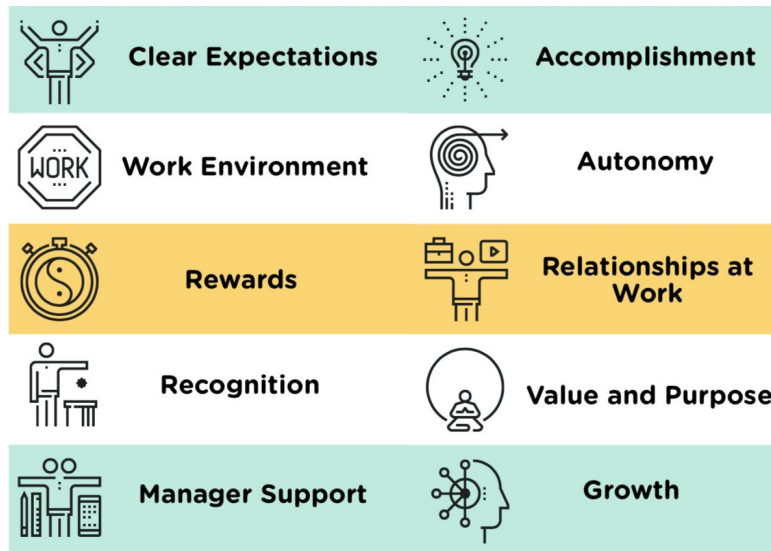 Clear Expectations
Accomplishment
WORK
Work Environment
Autonomy
Rewards
Relationships at
Work
Recognition
Value and Purpose
Manager Support
Growth